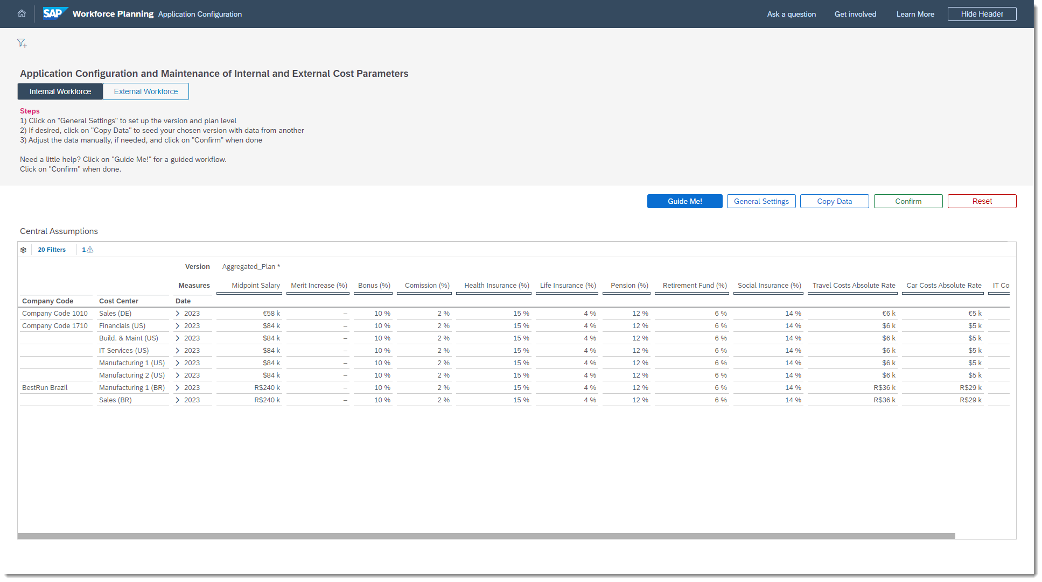 SAP Workforce Planning Application Configuration Ask a question Get involved Learn More Hide Header
Application Configuration and Maintenance of Internal and External Cost Parameters
Internal Workforce External Workforce
Steps
1) Click on "General Settings" to set up the version and plan level
2) If desired, click on "Copy Data" to seed your chosen version with data from another
3) Adjust the data manually, if needed, and click on "Confirm" when done
Need a little help? Click on "Guide Me!" for a guided workflow.
Click on "Confirm" when done.
Guide Me! General Settings Copy Data Confirm Reset
Central Assumptions
20 Filters 1
Version Aggregated_Plan *
Measures Midpoint Salary Merit Increase (%) Bonus (%) Comission (%) Health Insurance (%) Life Insurance (%) Pension (%) Retirement Fund (%) Social Insurance (%) Travel Costs Absolute Rate Car Costs Absolute Rate IT Co
Company Code Cost Center Date
Company Code 1010 Sales (DE) > 2023 €58 k – 10 % 2 % 15 % 4 % 12 % 6 % 14 % €6 k €5 k
Company Code 1710 Financials (US) > 2023 $84 k – 10 % 2 % 15 % 4 % 12 % 6 % 14 % $6 k $5 k
Build. & Maint (US) > 2023 $84 k – 10 % 2 % 15 % 4 % 12 % 6 % 14 % $6 k $5 k
IT Services (US) > 2023 $84 k – 10 % 2 % 15 % 4 % 12 % 6 % 14 % $6 k $5 k
Manufacturing 1 (US) > 2023 $84 k – 10 % 2 % 15 % 4 % 12 % 6 % 14 % $6 k $5 k
Manufacturing 2 (US) > 2023 $84 k – 10 % 2 % 15 % 4 % 12 % 6 % 14 % $6 k $5 k
BestRun Brazil Manufacturing 1 (BR) > 2023 R$240 k – 10 % 2 % 15 % 4 % 12 % 6 % 14 % R$36 k R$29 k
Sales (BR) > 2023 R$240 k – 10 % 2 % 15 % 4 % 12 % 6 % 14 % R$36 k R$29 k